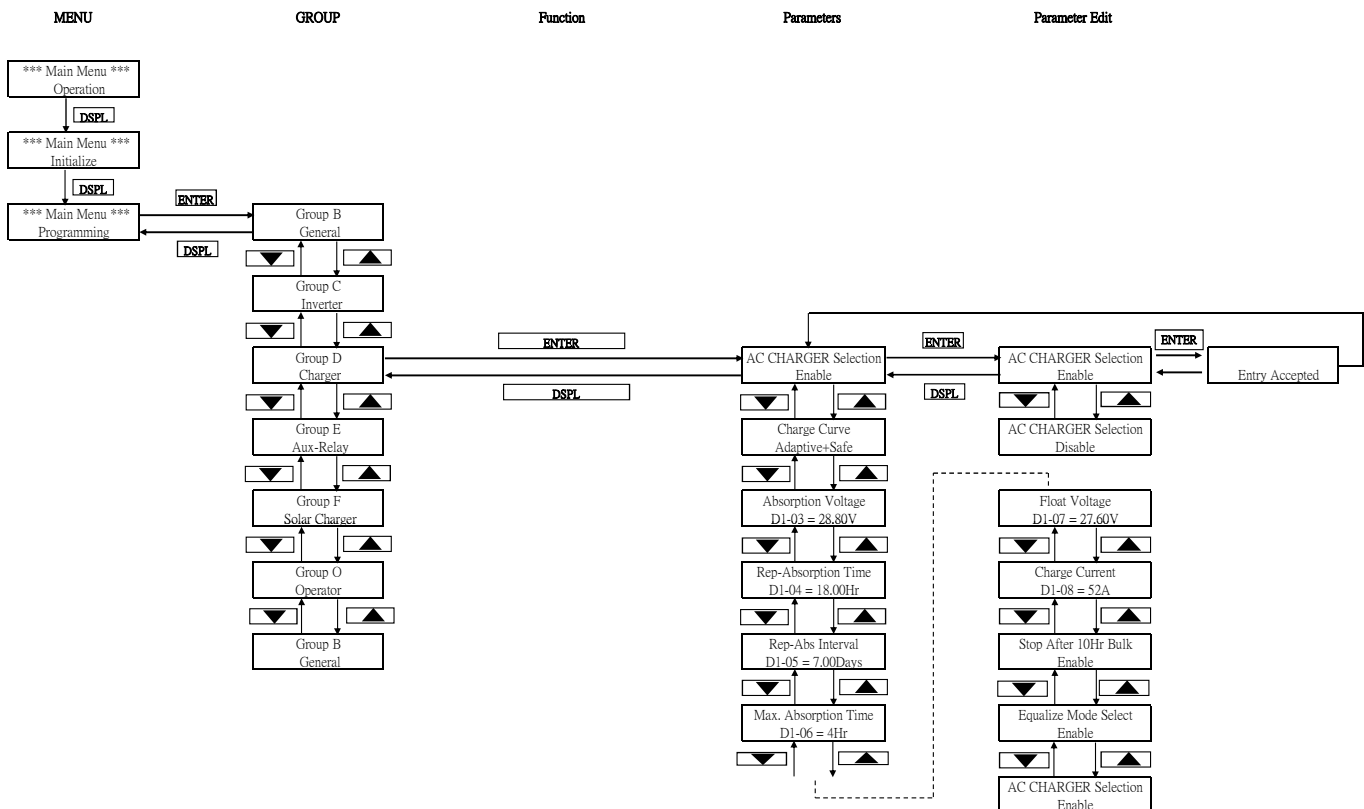 MENU GROUP Function Parameters Parameter Edit
*** Main Menu ***
Operation
DSPL
*** Main Menu ***
Initialize
DSPL
*** Main Menu ***
Programming
ENTER
DSPL
Group B
General
Group C
Inverter
Group D
Charger
Group E
Aux-Relay
Group F
Solar Charger
Group O
Operator
Group B
General
ENTER
DSPL
AC CHARGER Selection
Enable
Charge Curve
Adaptive+Safe
Absorption Voltage
D1-03 = 28.80V
Rep-Absorption Time
D1-04 = 18.00Hr
Rep-Abs Interval
D1-05 = 7.00Days
Max. Absorption Time
D1-06 = 4Hr
ENTER
DSPL
AC CHARGER Selection
Enable
AC CHARGER Selection
Disable
ENTER
Entry Accepted
Float Voltage
D1-07 = 27.60V
Charge Current
D1-08 = 52A
Stop After 10Hr Bulk
Enable
Equalize Mode Select
Enable
AC CHARGER Selection
Enable